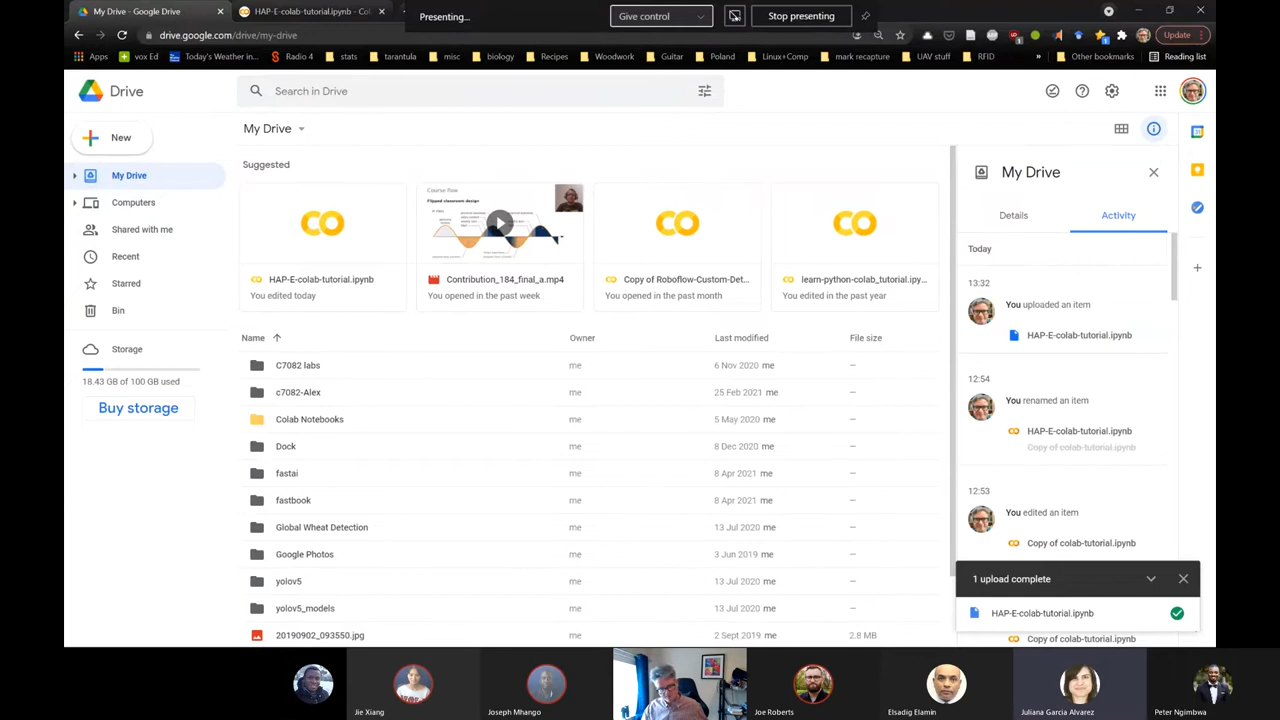 My Drive - Google Drive
HAP-E-colab-tutorial.ipynb - Col
Presenting...
Give control
Stop presenting
drive.google.com/drive/my-drive
Update
Apps
vox Ed
Today's Weather in...
Radio 4
stats
tarantula
misc
biology
Recipes
Woodwork
Guitar
Poland
Linux+Comp
mark recapture
UAV stuff
RFID
»
Other bookmarks
Reading list
Drive
Search in Drive
New
My Drive
Computers
Shared with me
Recent
Starred
Bin
Storage
18.43 GB of 100 GB used
Buy storage
My Drive
Suggested
Course flow
Flipped classroom design
HAP-E-colab-tutorial.ipynb
You edited today
Contribution_184_final_a.mp4
You opened in the past week
Copy of Roboflow-Custom-Det...
You opened in the past month
learn-python-colab_tutorial.ipy...
You edited in the past year
Name Owner Last modified File size
C7082 labs me 6 Nov 2020 me —
c7082-Alex me 25 Feb 2021 me —
Colab Notebooks me 5 May 2020 me —
Dock me 8 Dec 2020 me —
fastai me 8 Apr 2021 me —
fastbook me 8 Apr 2021 me —
Global Wheat Detection me 13 Jul 2020 me —
Google Photos me 3 Jun 2019 me —
yolov5 me 13 Jul 2020 me —
yolov5_models me 13 Jul 2020 me —
20190902_093550.jpg me 2 Sept 2019 me 2.8 MB
My Drive
Details
Activity
Today
13:32
You uploaded an item
HAP-E-colab-tutorial.ipynb
12:54
You renamed an item
HAP-E-colab-tutorial.ipynb
Copy of colab-tutorial.ipynb
12:53
You edited an item
Copy of colab-tutorial.ipynb
1 upload complete
HAP-E-colab-tutorial.ipynb
Copy of colab-tutorial.ipynb
Jie Xiang
Joseph Mhango
Joe Roberts
Elsadig Elamin
Juliana Garcia Alvarez
Peter Ngimbwa